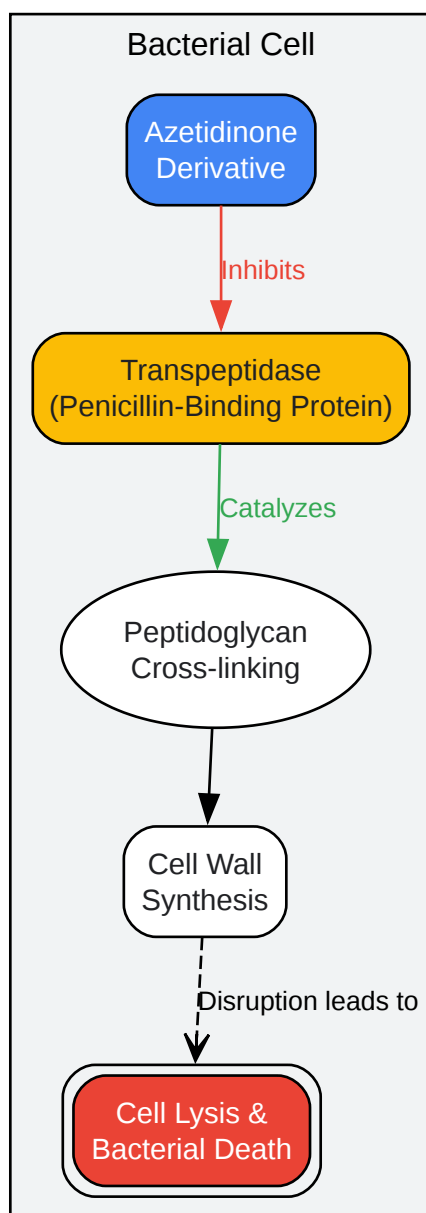 Bacterial Cell
Azetidinone
Derivative
Inhibits
Transpeptidase
(Penicillin-Binding Protein)
Catalyzes
Peptidoglycan
Cross-linking
Cell Wall
Synthesis
Disruption leads to
Cell Lysis &
Bacterial Death